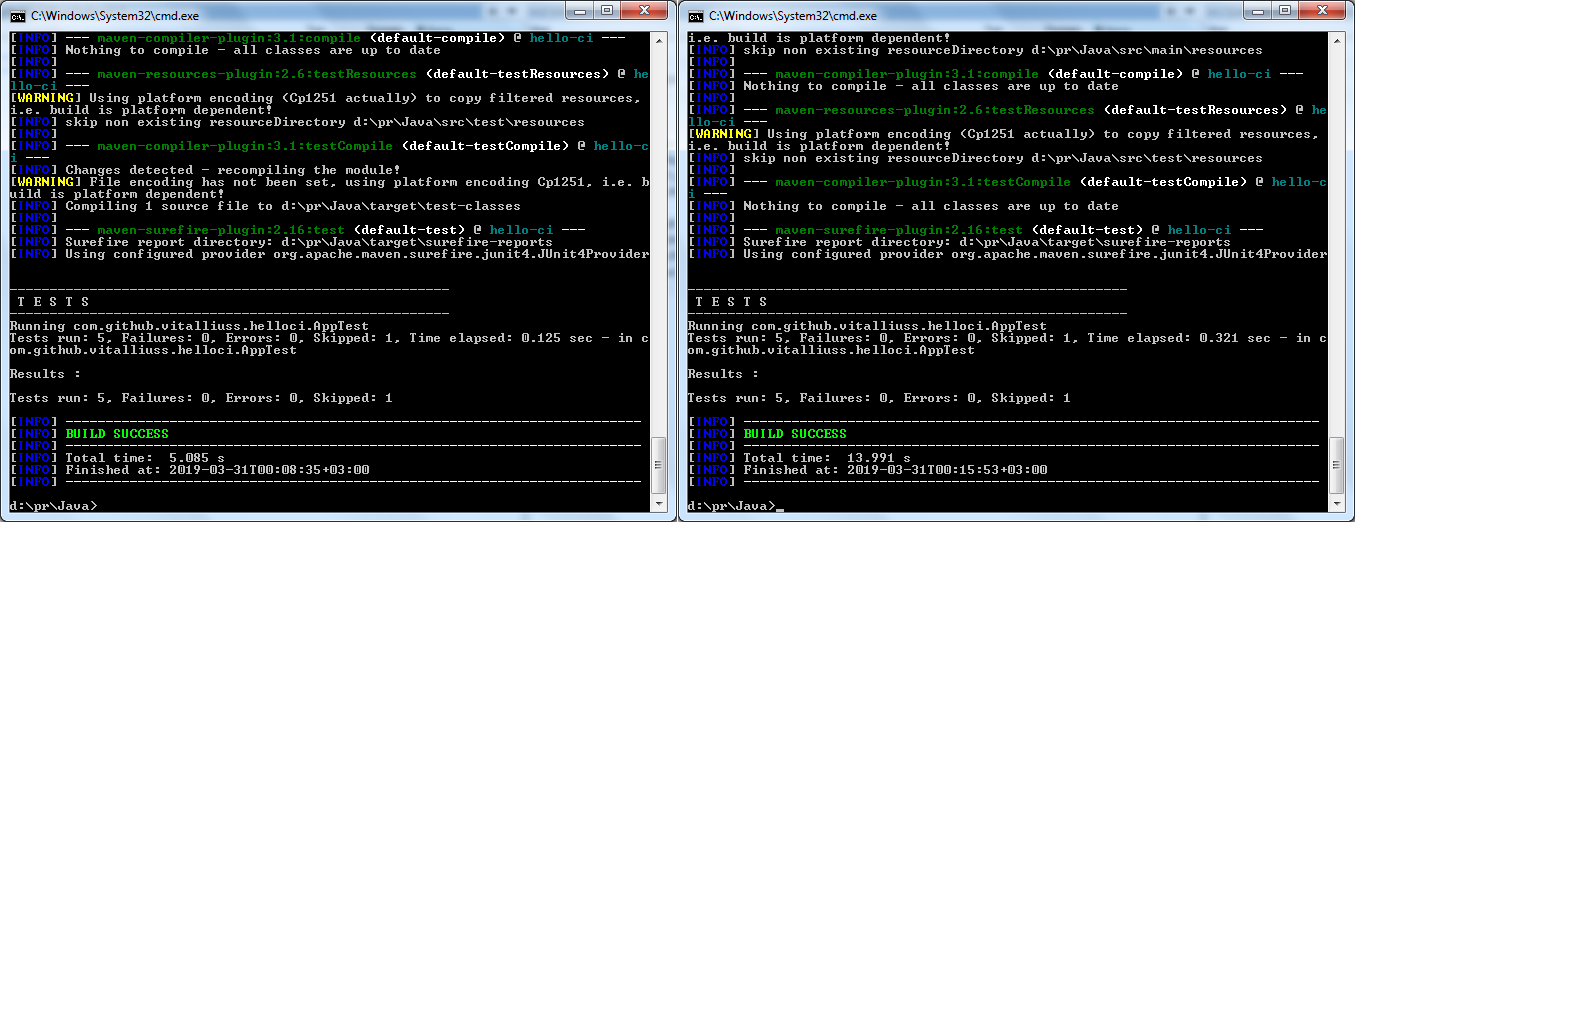 C:\Windows\System32\cmd.exe
[INFO] --- maven-compiler-plugin:3.1:compile (default-compile) @ hello-ci ---
[INFO] Nothing to compile - all classes are up to date
[INFO]
[INFO] --- maven-resources-plugin:2.6:testResources (default-testResources) @ he
llo-ci ---
[WARNING] Using platform encoding (Cp1251 actually) to copy filtered resources,
i.e. build is platform dependent!
[INFO] skip non existing resourceDirectory d:\pr\Java\src\test\resources
[INFO]
[INFO] --- maven-compiler-plugin:3.1:testCompile (default-testCompile) @ hello-c
i ---
[INFO] Changes detected - recompiling the module!
[WARNING] File encoding has not been set, using platform encoding Cp1251, i.e. b
uild is platform dependent!
[INFO] Compiling 1 source file to d:\pr\Java\target\test-classes
[INFO]
[INFO] --- maven-surefire-plugin:2.16:test (default-test) @ hello-ci ---
[INFO] Surefire report directory: d:\pr\Java\target\surefire-reports
[INFO] Using configured provider org.apache.maven.surefire.junit4.JUnit4Provider
-------------------------------------------------------
T E S T S
-------------------------------------------------------
Running com.github.vitalliuss.helloci.AppTest
Tests run: 5, Failures: 0, Errors: 0, Skipped: 1, Time elapsed: 0.125 sec - in c
om.github.vitalliuss.helloci.AppTest
Results :
Tests run: 5, Failures: 0, Errors: 0, Skipped: 1
[INFO] ------------------------------------------------------------------------
[INFO] BUILD SUCCESS
[INFO] ------------------------------------------------------------------------
[INFO] Total time:  5.085 s
[INFO] Finished at: 2019-03-31T00:08:35+03:00
[INFO] ------------------------------------------------------------------------
d:\pr\Java>
C:\Windows\System32\cmd.exe
i.e. build is platform dependent!
[INFO] skip non existing resourceDirectory d:\pr\Java\src\main\resources
[INFO]
[INFO] --- maven-compiler-plugin:3.1:compile (default-compile) @ hello-ci ---
[INFO] Nothing to compile - all classes are up to date
[INFO]
[INFO] --- maven-resources-plugin:2.6:testResources (default-testResources) @ he
llo-ci ---
[WARNING] Using platform encoding (Cp1251 actually) to copy filtered resources,
i.e. build is platform dependent!
[INFO] skip non existing resourceDirectory d:\pr\Java\src\test\resources
[INFO]
[INFO] --- maven-compiler-plugin:3.1:testCompile (default-testCompile) @ hello-c
i ---
[INFO] Nothing to compile - all classes are up to date
[INFO]
[INFO] --- maven-surefire-plugin:2.16:test (default-test) @ hello-ci ---
[INFO] Surefire report directory: d:\pr\Java\target\surefire-reports
[INFO] Using configured provider org.apache.maven.surefire.junit4.JUnit4Provider
-------------------------------------------------------
T E S T S
-------------------------------------------------------
Running com.github.vitalliuss.helloci.AppTest
Tests run: 5, Failures: 0, Errors: 0, Skipped: 1, Time elapsed: 0.321 sec - in c
om.github.vitalliuss.helloci.AppTest
Results :
Tests run: 5, Failures: 0, Errors: 0, Skipped: 1
[INFO] ------------------------------------------------------------------------
[INFO] BUILD SUCCESS
[INFO] ------------------------------------------------------------------------
[INFO] Total time:  13.991 s
[INFO] Finished at: 2019-03-31T00:15:53+03:00
[INFO] ------------------------------------------------------------------------
d:\pr\Java>_